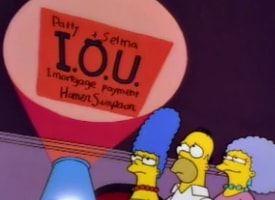 Patty & Selma
I.O.U.
1 mortgage payment
Homer Simpson